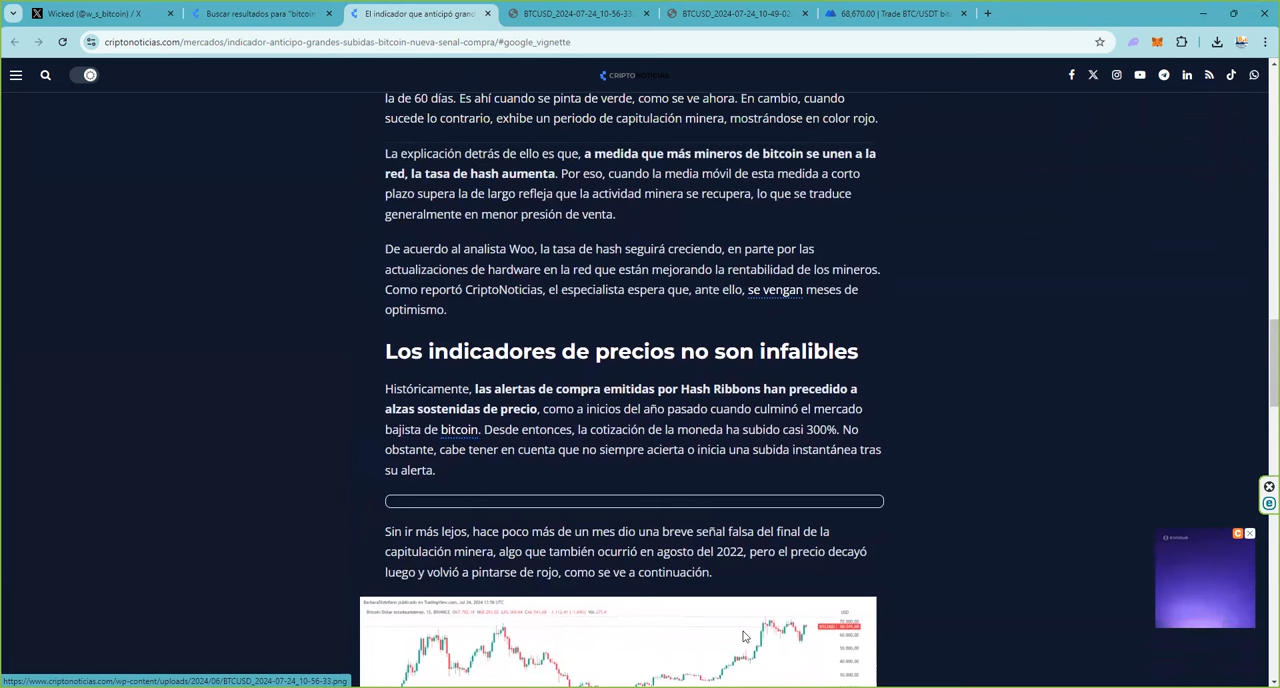 Wicked (@w_s_bitcoin) / X
Buscar resultados para "bitcoin
El indicador que anticipó gran
BTCUSD_2024-07-24_10-56-33.
BTCUSD_2024-07-24_10-49-02
68,670.00 | Trade BTC/USDT bit
criptonoticias.com/mercados/indicador-anticipo-grandes-subidas-bitcoin-nueva-senal-compra/#google_vignette
CRIPTONOTICIAS
la de 60 días. Es ahí cuando se pinta de verde, como se ve ahora. En cambio, cuando
sucede lo contrario, exhibe un periodo de capitulación minera, mostrándose en color rojo.
La explicación detrás de ello es que, a medida que más mineros de bitcoin se unen a la
red, la tasa de hash aumenta. Por eso, cuando la media móvil de esta medida a corto
plazo supera la de largo refleja que la actividad minera se recupera, lo que se traduce
generalmente en menor presión de venta.
De acuerdo al analista Woo, la tasa de hash seguirá creciendo, en parte por las
actualizaciones de hardware en la red que están mejorando la rentabilidad de los mineros.
Como reportó CriptoNoticias, el especialista espera que, ante ello, se vengan meses de
optimismo.
Los indicadores de precios no son infalibles
Históricamente, las alertas de compra emitidas por Hash Ribbons han precedido a
alzas sostenidas de precio, como a inicios del año pasado cuando culminó el mercado
bajista de bitcoin. Desde entonces, la cotización de la moneda ha subido casi 300%. No
obstante, cabe tener en cuenta que no siempre acierta o inicia una subida instantánea tras
su alerta.
Sin ir más lejos, hace poco más de un mes dio una breve señal falsa del final de la
capitulación minera, algo que también ocurrió en agosto del 2022, pero el precio decayó
luego y volvió a pintarse de rojo, como se ve a continuación.
USD
70.000,00
60.000,00
50.000,00
40.000,00
https://www.criptonoticias.com/wp-content/uploads/2024/06/BTCUSD_2024-07-24_10-56-33.png